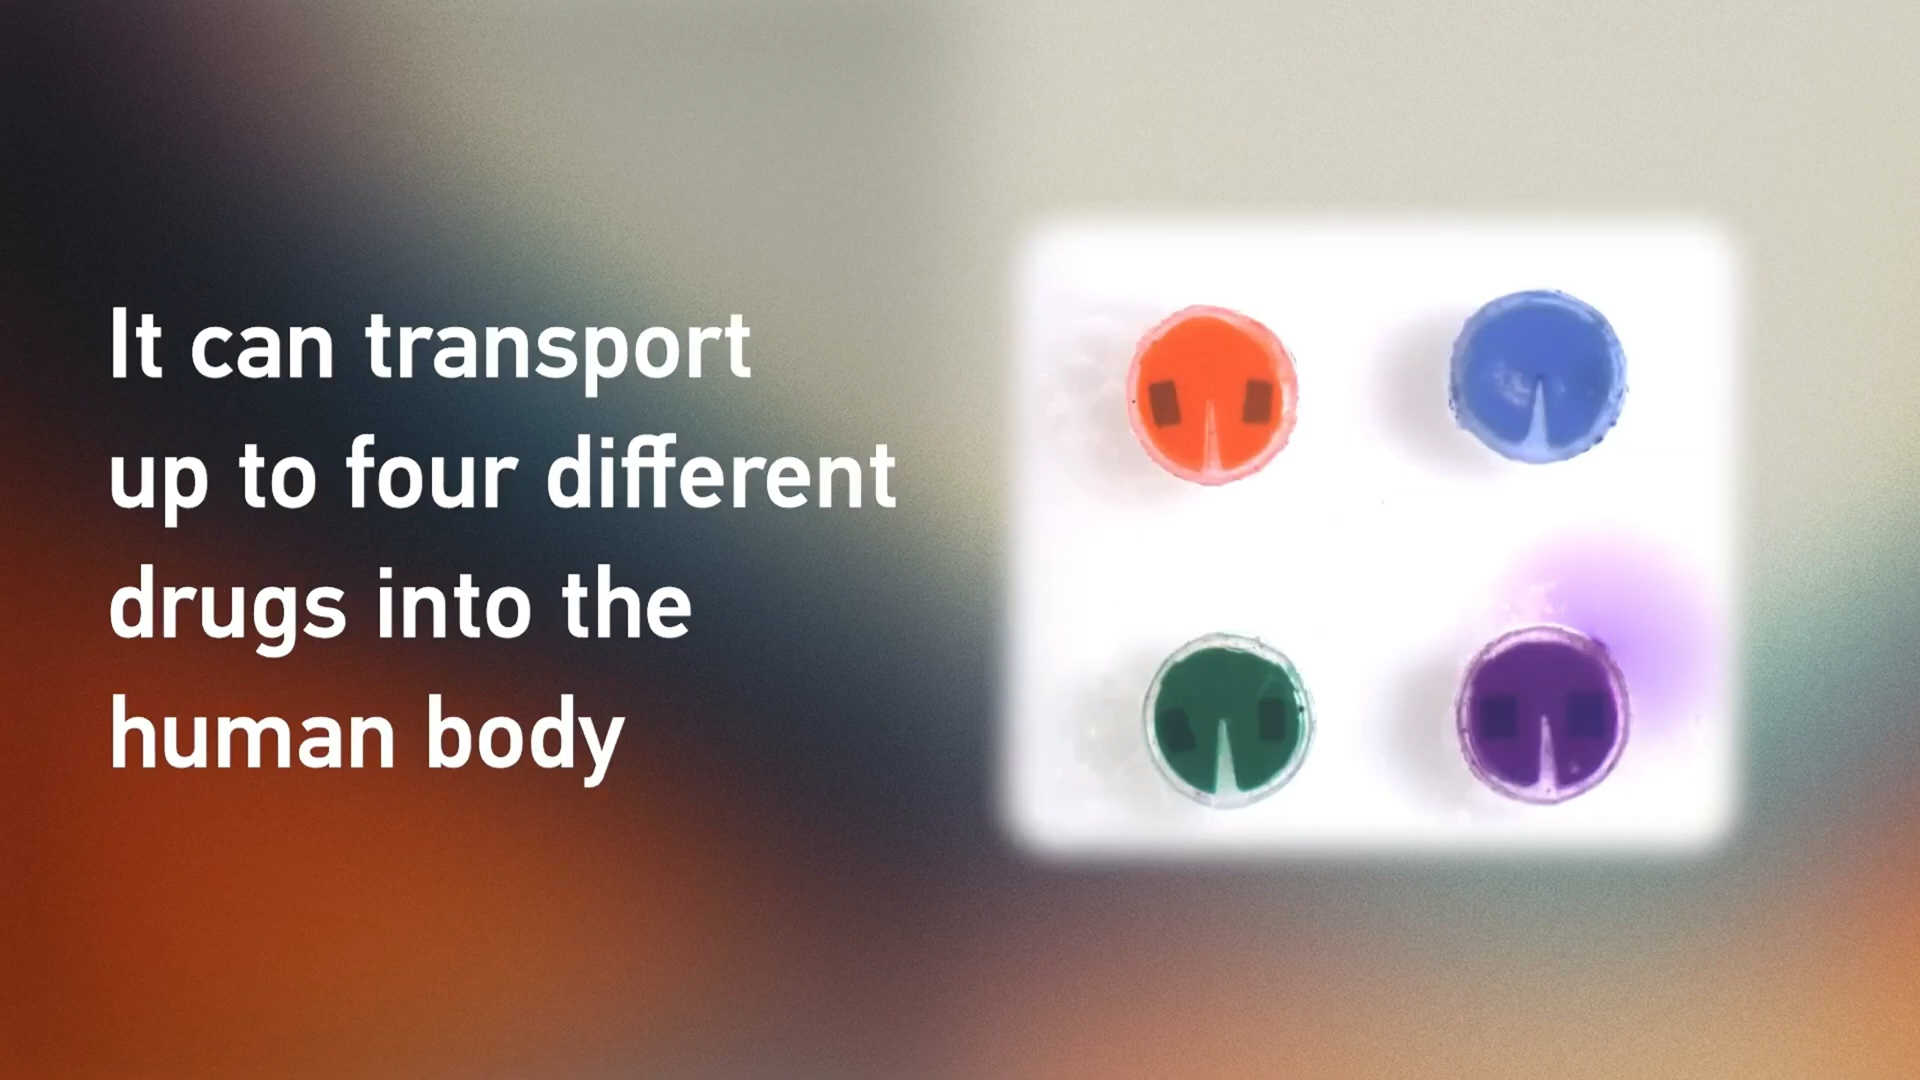 It can transport
up to four different
drugs into the
human body